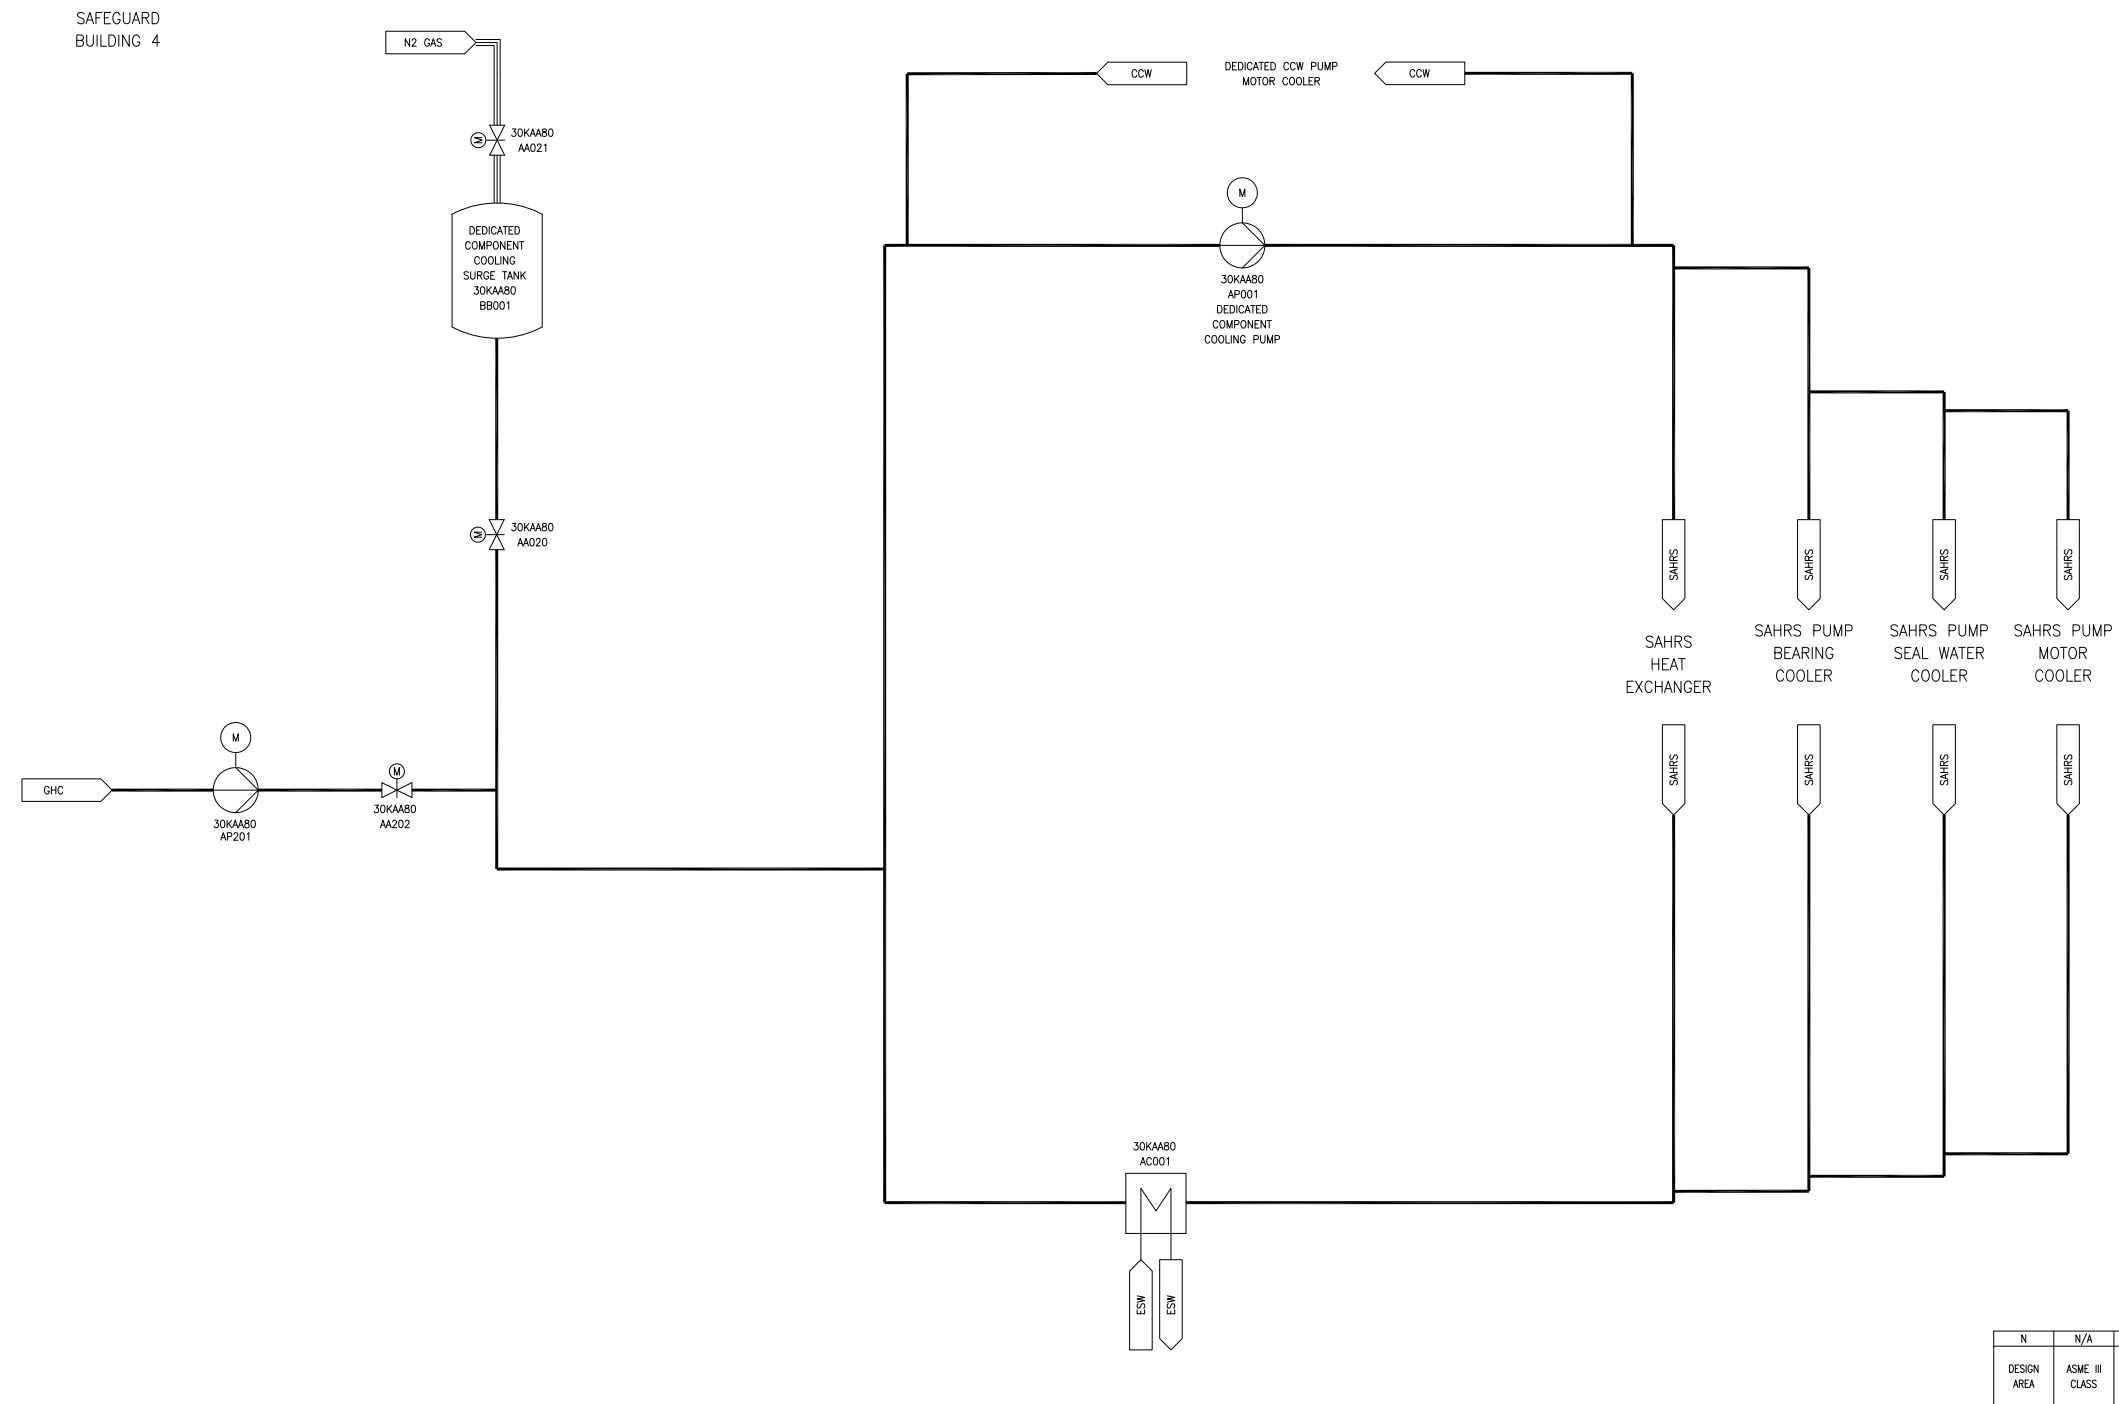 SAFEGUARD
BUILDING 4
N2 GAS
CCW
DEDICATED CCW PUMP
MOTOR COOLER
CCW
M
30KAA80
AA021
M
DEDICATED
COMPONENT
COOLING
SURGE TANK
30KAA80
BB001
M
30KAA80
AP001
DEDICATED
COMPONENT
COOLING PUMP
M
30KAA80
AA020
SAHRS
SAHRS
SAHRS
SAHRS
SAHRS
HEAT
EXCHANGER
SAHRS PUMP
BEARING
COOLER
SAHRS PUMP
SEAL WATER
COOLER
SAHRS PUMP
MOTOR
COOLER
SAHRS
SAHRS
SAHRS
SAHRS
GHC
M
30KAA80
AP201
M
30KAA80
AA202
30KAA80
AC001
ESW
ESW
N
N/A
DESIGN
AREA
ASME III
CLASS